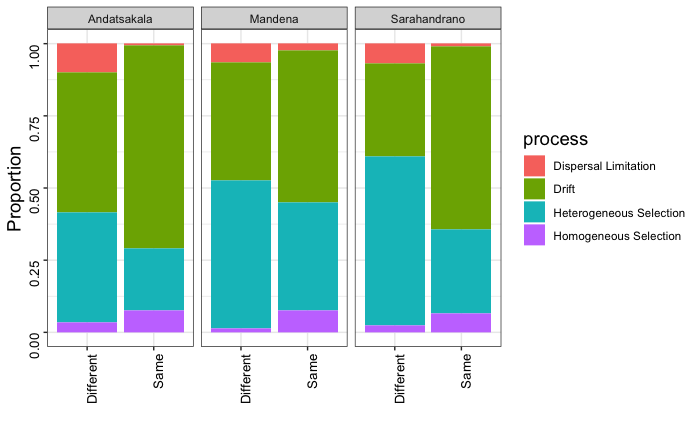 Andatsakala
Mandena
Sarahandrano
Proportion
1.00
0.75
0.50
0.25
0.00
Different
Same
Different
Same
Different
Same
process
Dispersal Limitation
Drift
Heterogeneous Selection
Homogeneous Selection